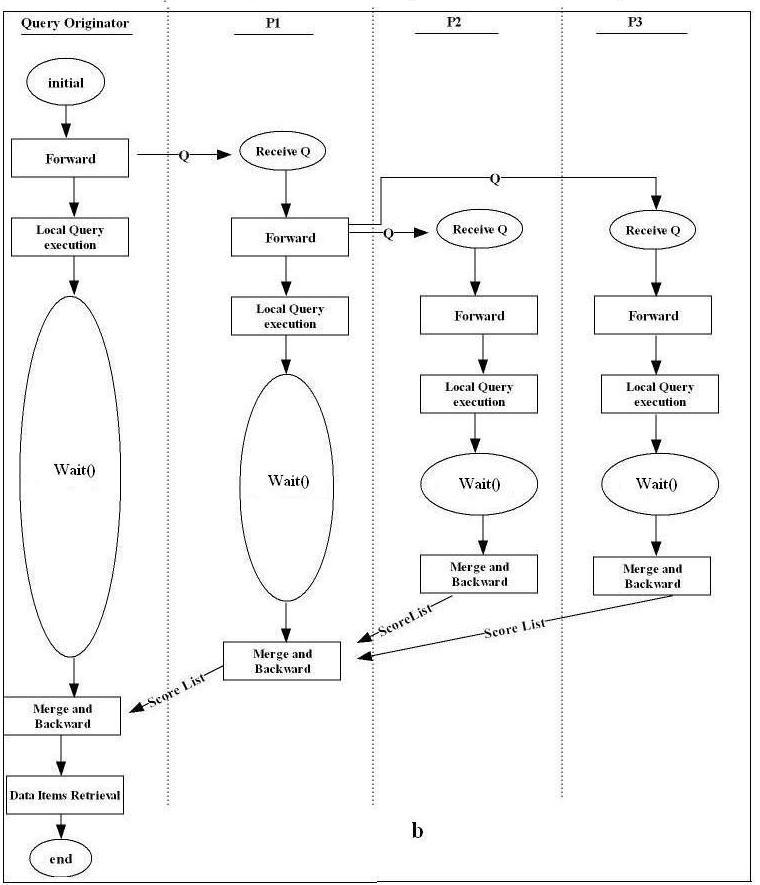 Query Originator
P1
P2
P3
initial
Forward
Q
Receive Q
Q
Local Query
execution
Forward
Q
Receive Q
Receive Q
Local Query
execution
Forward
Forward
Local Query
execution
Local Query
execution
Wait()
Wait()
Wait()
Wait()
Merge and
Backward
Merge and
Backward
ScoreList
Score List
Merge and
Backward
Score List
Merge and
Backward
Data Items Retrieval
b
end